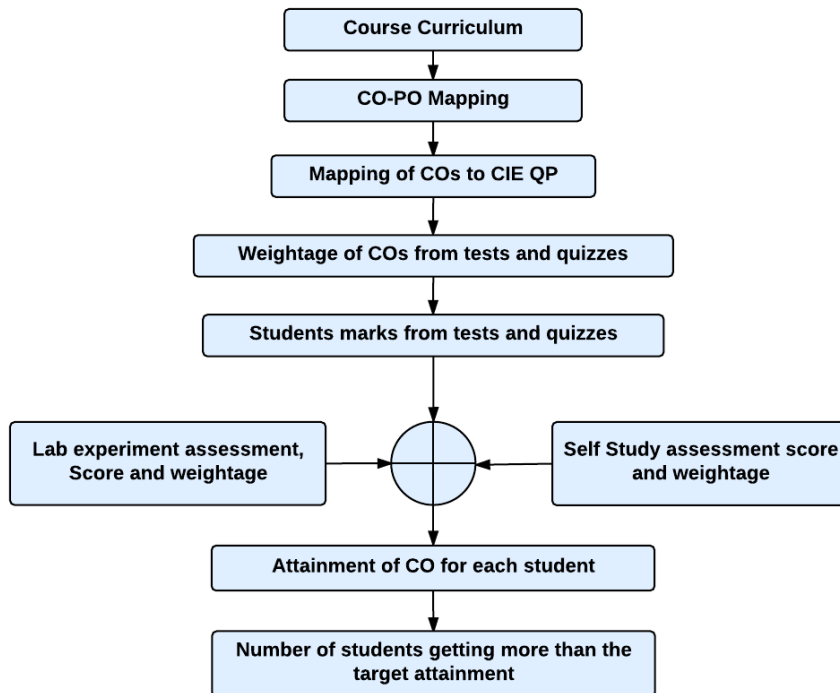 Course Curriculum
CO-PO Mapping
Mapping of COs to CIE QP
Weightage of COs from tests and quizzes
Students marks from tests and quizzes
Lab experiment assessment,
Score and weightage
Self Study assessment score
and weightage
Attainment of CO for each student
Number of students getting more than the
target attainment